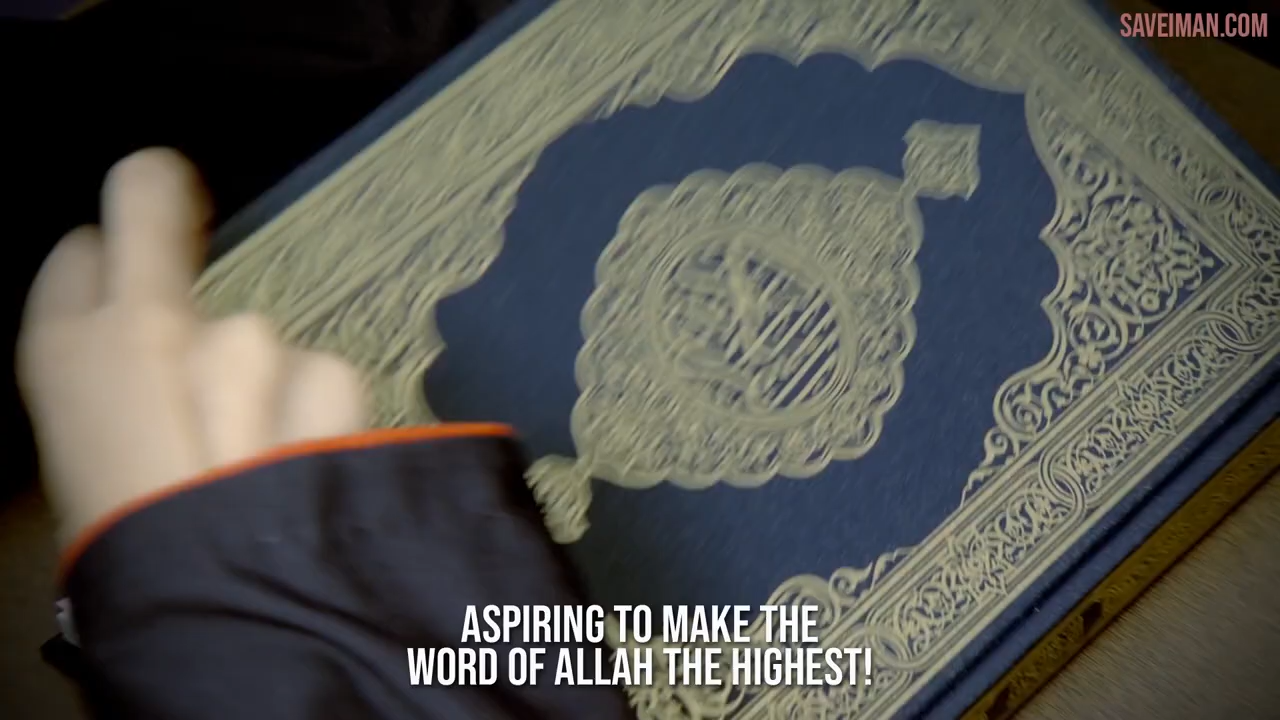 SAVEIMAN.COM
ASPIRING TO MAKE THE
WORD OF ALLAH THE HIGHEST!